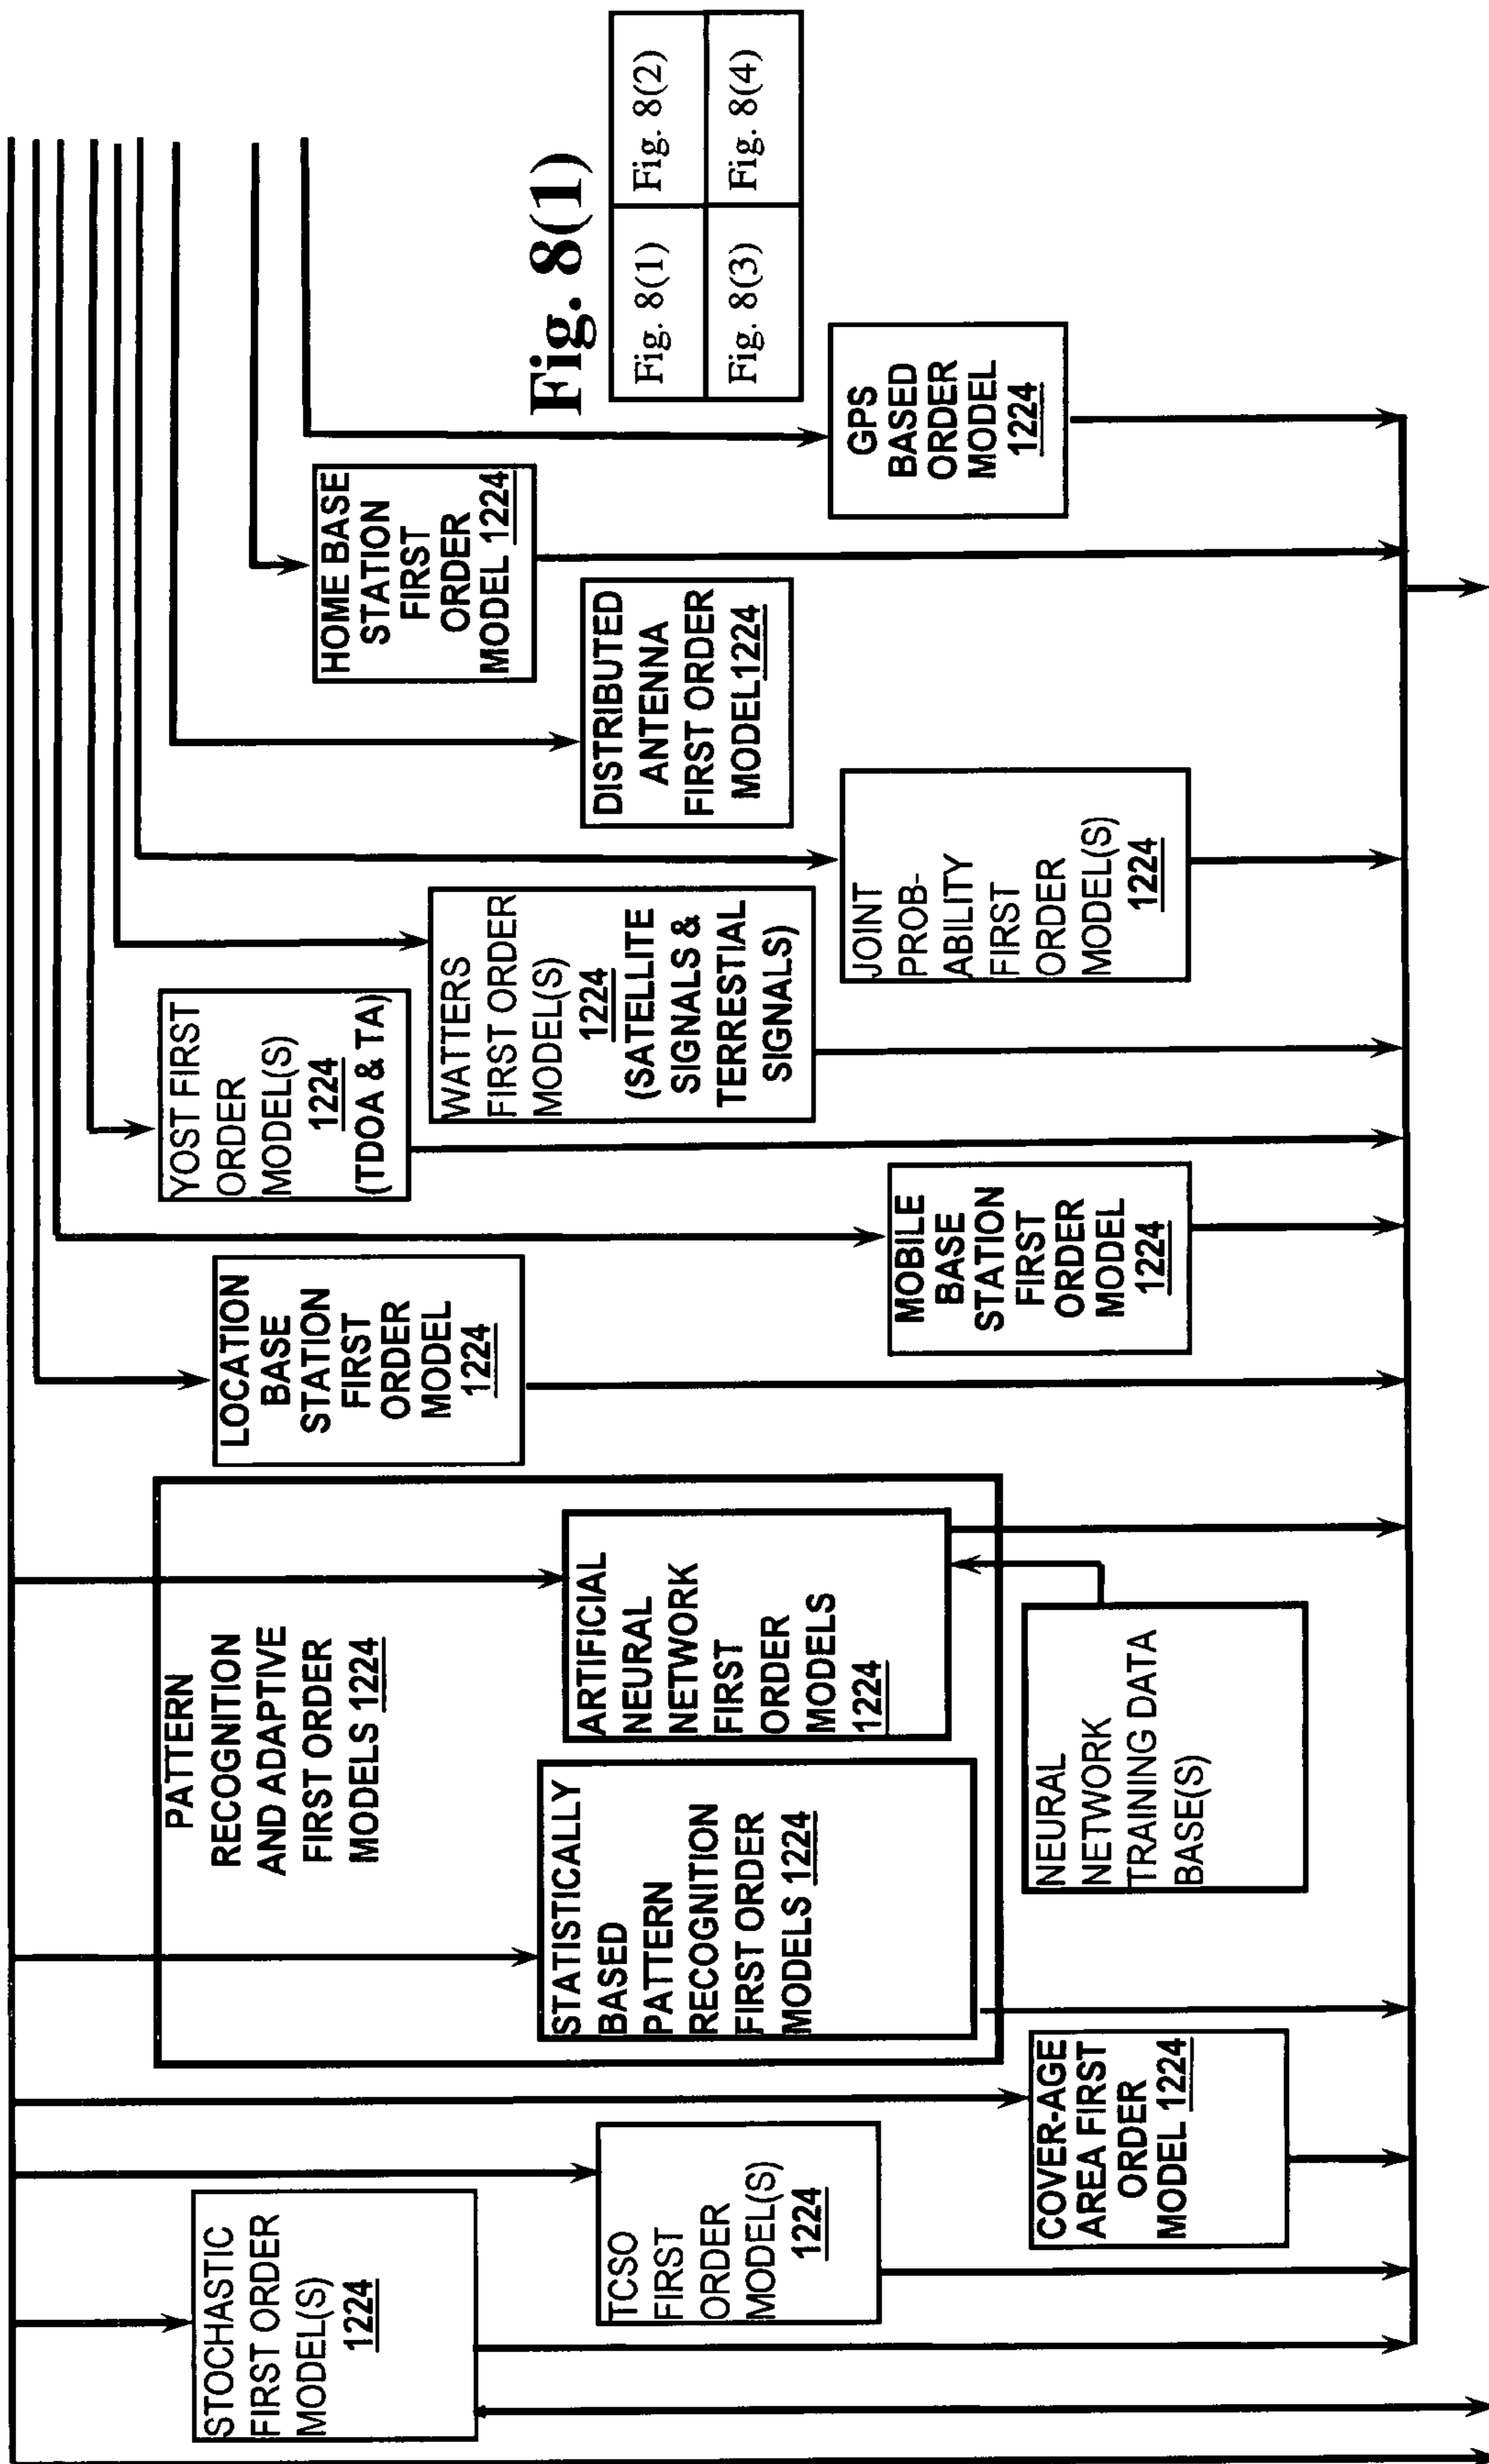 STOCHASTIC
FIRST ORDER
MODEL(S)
1224
TCSO
FIRST
ORDER
MODEL(S)
1224
COVER-AGE
AREA FIRST
ORDER
MODEL 1224
PATTERN
RECOGNITION
AND ADAPTIVE
FIRST ORDER
MODELS 1224
STATISTICALLY
BASED
PATTERN
RECOGNITION
FIRST ORDER
MODELS 1224
ARTIFICIAL
NEURAL
NETWORK
FIRST
ORDER
MODELS
1224
NEURAL
NETWORK
TRAINING DATA
BASE(S)
LOCATION
BASE
STATION
FIRST
ORDER
MODEL
1224
MOBILE
BASE
STATION
FIRST
ORDER
MODEL
1224
YOST FIRST
ORDER
MODEL(S)
1224
(TDOA & TA)
WATTERS
FIRST ORDER
MODEL(S)
1224
(SATELLITE
SIGNALS &
TERRESTIAL
SIGNALS)
JOINT
PROB-
ABILITY
FIRST
ORDER
MODEL(S)
1224
DISTRIBUTED
ANTENNA
FIRST ORDER
MODEL1224
HOME BASE
STATION
FIRST
ORDER
MODEL 1224
GPS
BASED
ORDER
MODEL
1224
Fig. 8(1)
Fig. 8(1) Fig. 8(2)
Fig. 8(3) Fig. 8(4)